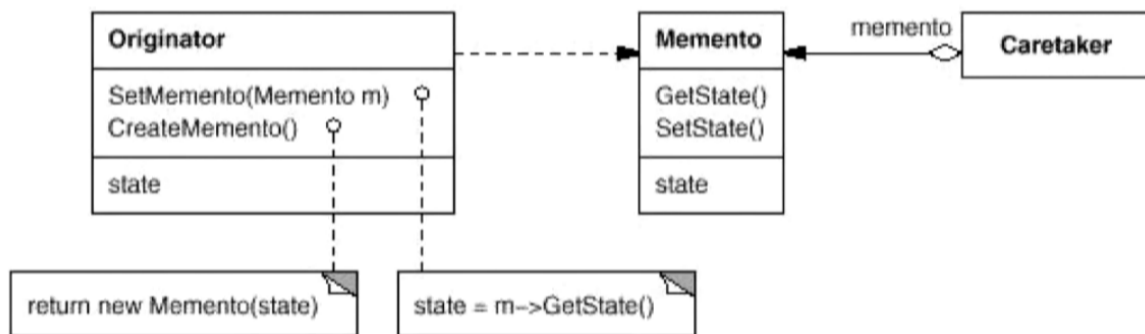 Originator
SetMemento(Memento m)
CreateMemento()
state
Memento
GetState()
SetState()
state
memento
Caretaker
return new Memento(state)
state = m->GetState()